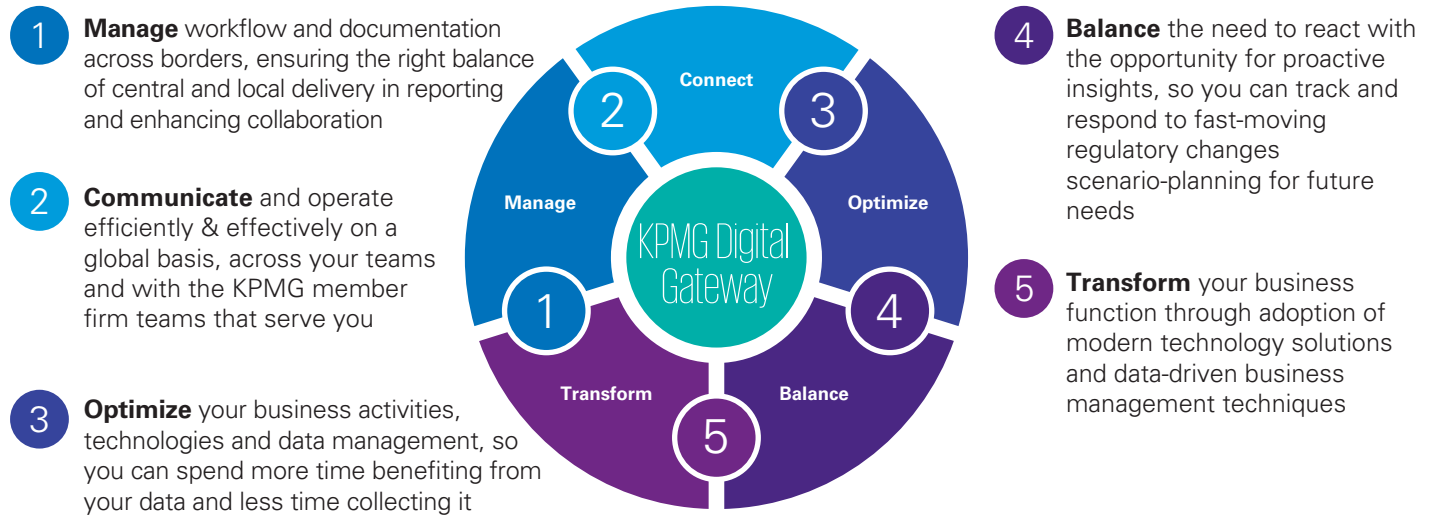 1
Manage workflow and documentation
across borders, ensuring the right balance
of central and local delivery in reporting
and enhancing collaboration
2
Communicate and operate
efficiently & effectively on a
global basis, across your teams
and with the KPMG member
firm teams that serve you
3
Optimize your business activities,
technologies and data management, so
you can spend more time benefiting from
your data and less time collecting it
Connect
2
3
Manage
Optimize
KPMG Digital
Gateway
1
4
Transform
Balance
5
4
Balance the need to react with
the opportunity for proactive
insights, so you can track and
respond to fast-moving
regulatory changes
scenario-planning for future
needs
5
Transform your business
function through adoption of
modern technology solutions
and data-driven business
management techniques